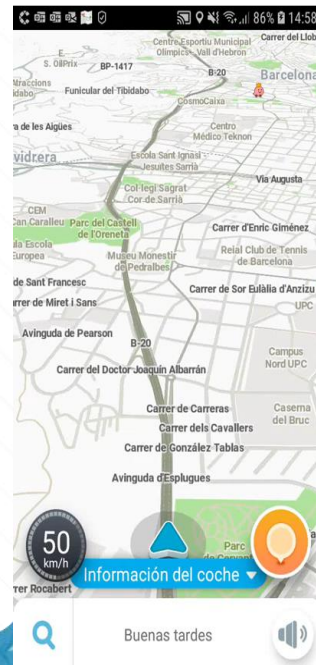 86% 14:58
Centre Esportiu Municipal
Olímpics Vall d'Hebron
Carrer del Llob
E.
S. OliPrix
BP-1417
B-20
Barcelona
Atraccions
idabo
Funicular del Tibidabo
CosmoCaixa
ra de les Aigües
Centro
Médico Teknon
vidrera
Escola Sant Ignasi
Jesuïtes Sarrià
Via Augusta
Col·legi Sagrat
Cor de Sarrià
CEM
Can Caralleu
Parc del Castell
de l'Oreneta
Carrer d'Enric Giménez
la Escola
Europea
Museu Monestir
de Pedralbes
Reial Club de Tennis
de Barcelona
de Sant Francesc
Carrer de Sor Eulàlia d'Anzizu
rrer de Miret i Sans
UPC
Avinguda de Pearson
B-20
Campus
Nord UPC
Carrer del Doctor Joaquín Albarrán
Carrer de Carreras
Caserna
del Bruc
Carrer dels Cavallers
Carrer de González Tablas
Avinguda d'Esplugues
50
km/h
Parc
de Cervant
Información del coche
rrer Rocabert
Buenas tardes